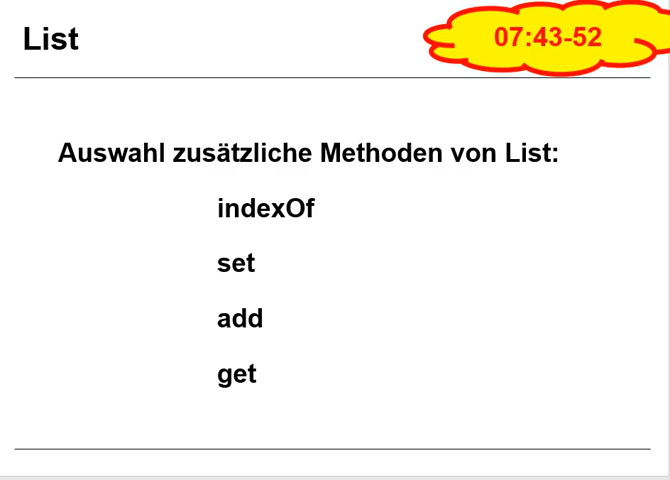 List
07:43-52
Auswahl zusätzliche Methoden von List:
indexOf
set
add
get